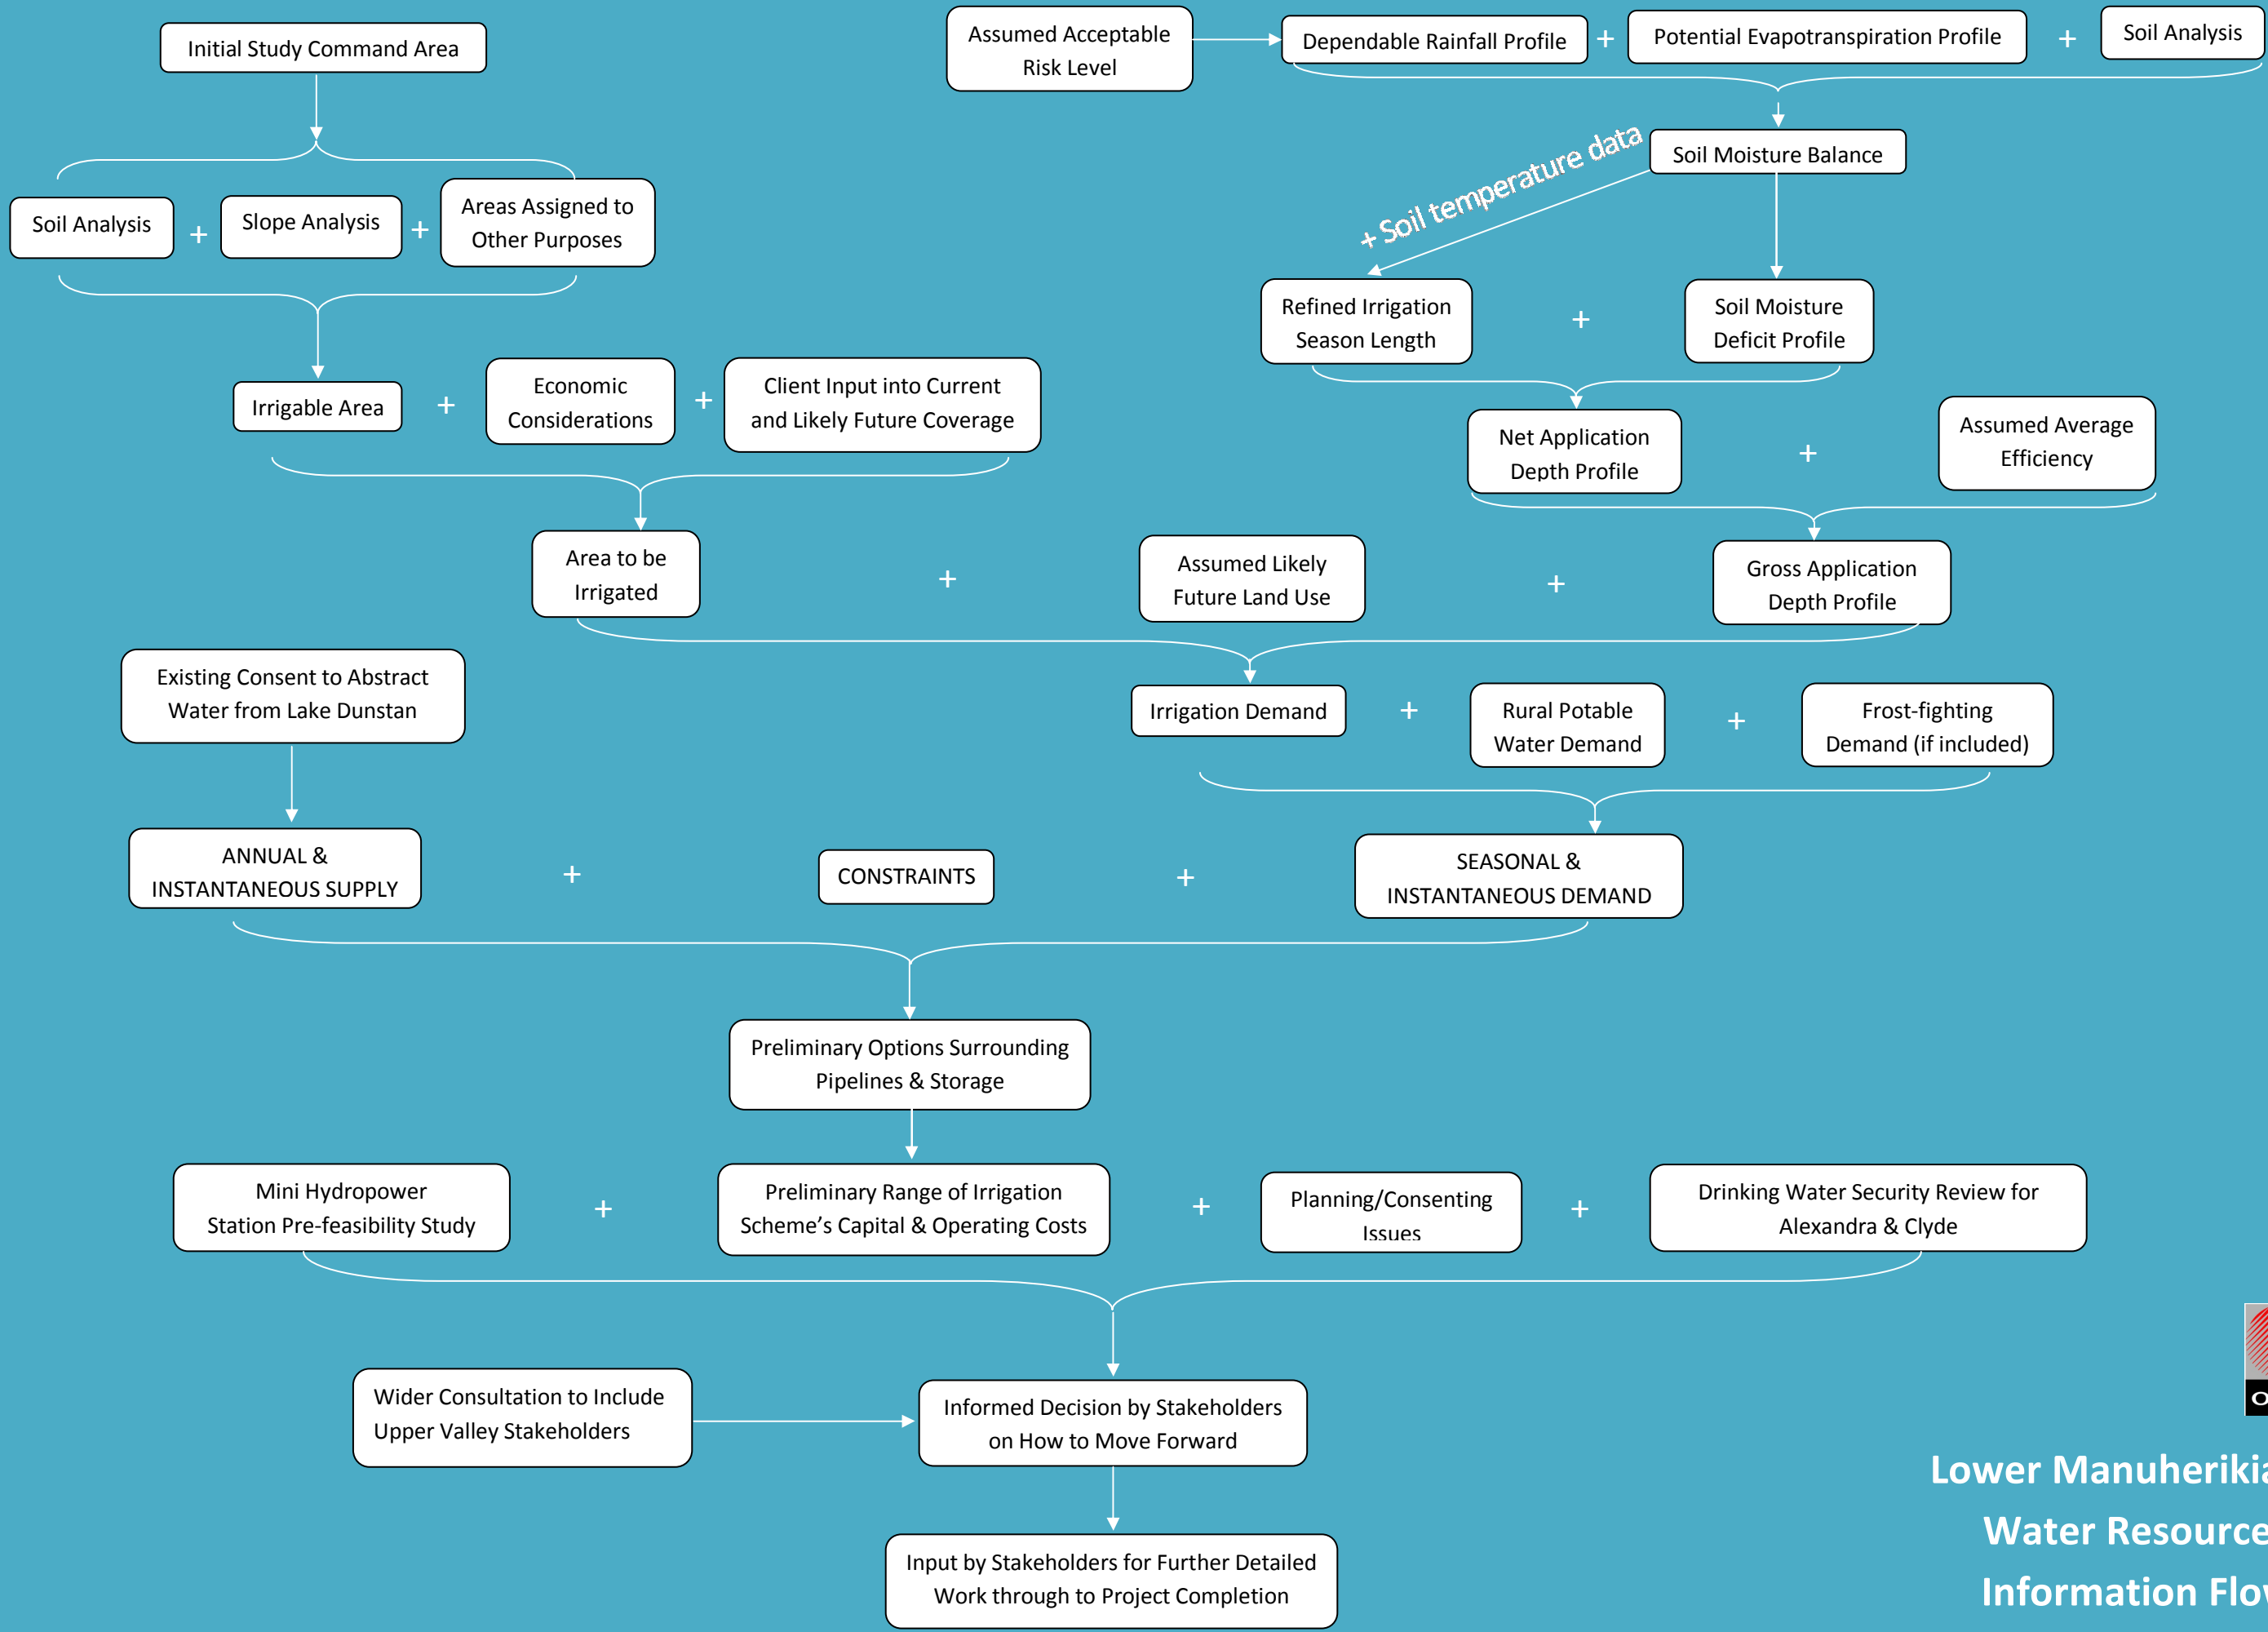 Initial Study Command Area
Assumed Acceptable
Risk Level
Dependable Rainfall Profile
+
Potential Evapotranspiration Profile
+
Soil Analysis
Soil Moisture Balance
+ Soil temperature data
Soil Analysis
+
Slope Analysis
+
Areas Assigned to
Other Purposes
Refined Irrigation
Season Length
+
Soil Moisture
Deficit Profile
Irrigable Area
+
Economic
Considerations
+
Client Input into Current
and Likely Future Coverage
Net Application
Depth Profile
+
Assumed Average
Efficiency
Area to be
Irrigated
+
Assumed Likely
Future Land Use
+
Gross Application
Depth Profile
Existing Consent to Abstract
Water from Lake Dunstan
Irrigation Demand
+
Rural Potable
Water Demand
+
Frost-fighting
Demand (if included)
ANNUAL &
INSTANTANEOUS SUPPLY
+
CONSTRAINTS
+
SEASONAL &
INSTANTANEOUS DEMAND
Preliminary Options Surrounding
Pipelines & Storage
Mini Hydropower
Station Pre-feasibility Study
+
Preliminary Range of Irrigation
Scheme's Capital & Operating Costs
+
Planning/Consenting
Issues
+
Drinking Water Security Review for
Alexandra & Clyde
Wider Consultation to Include
Upper Valley Stakeholders
Informed Decision by Stakeholders
on How to Move Forward
Input by Stakeholders for Further Detailed
Work through to Project Completion
Lower Manuherikia
Water Resource
Information Flow